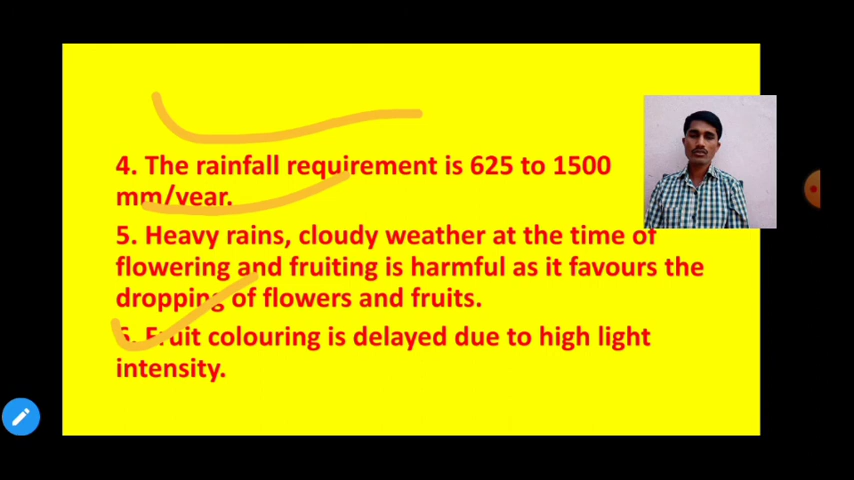 4. The rainfall requirement is 625 to 1500
mm/year.
5. Heavy rains, cloudy weather at the time of
flowering and fruiting is harmful as it favours the
dropping of flowers and fruits.
6. Fruit colouring is delayed due to high light
intensity.